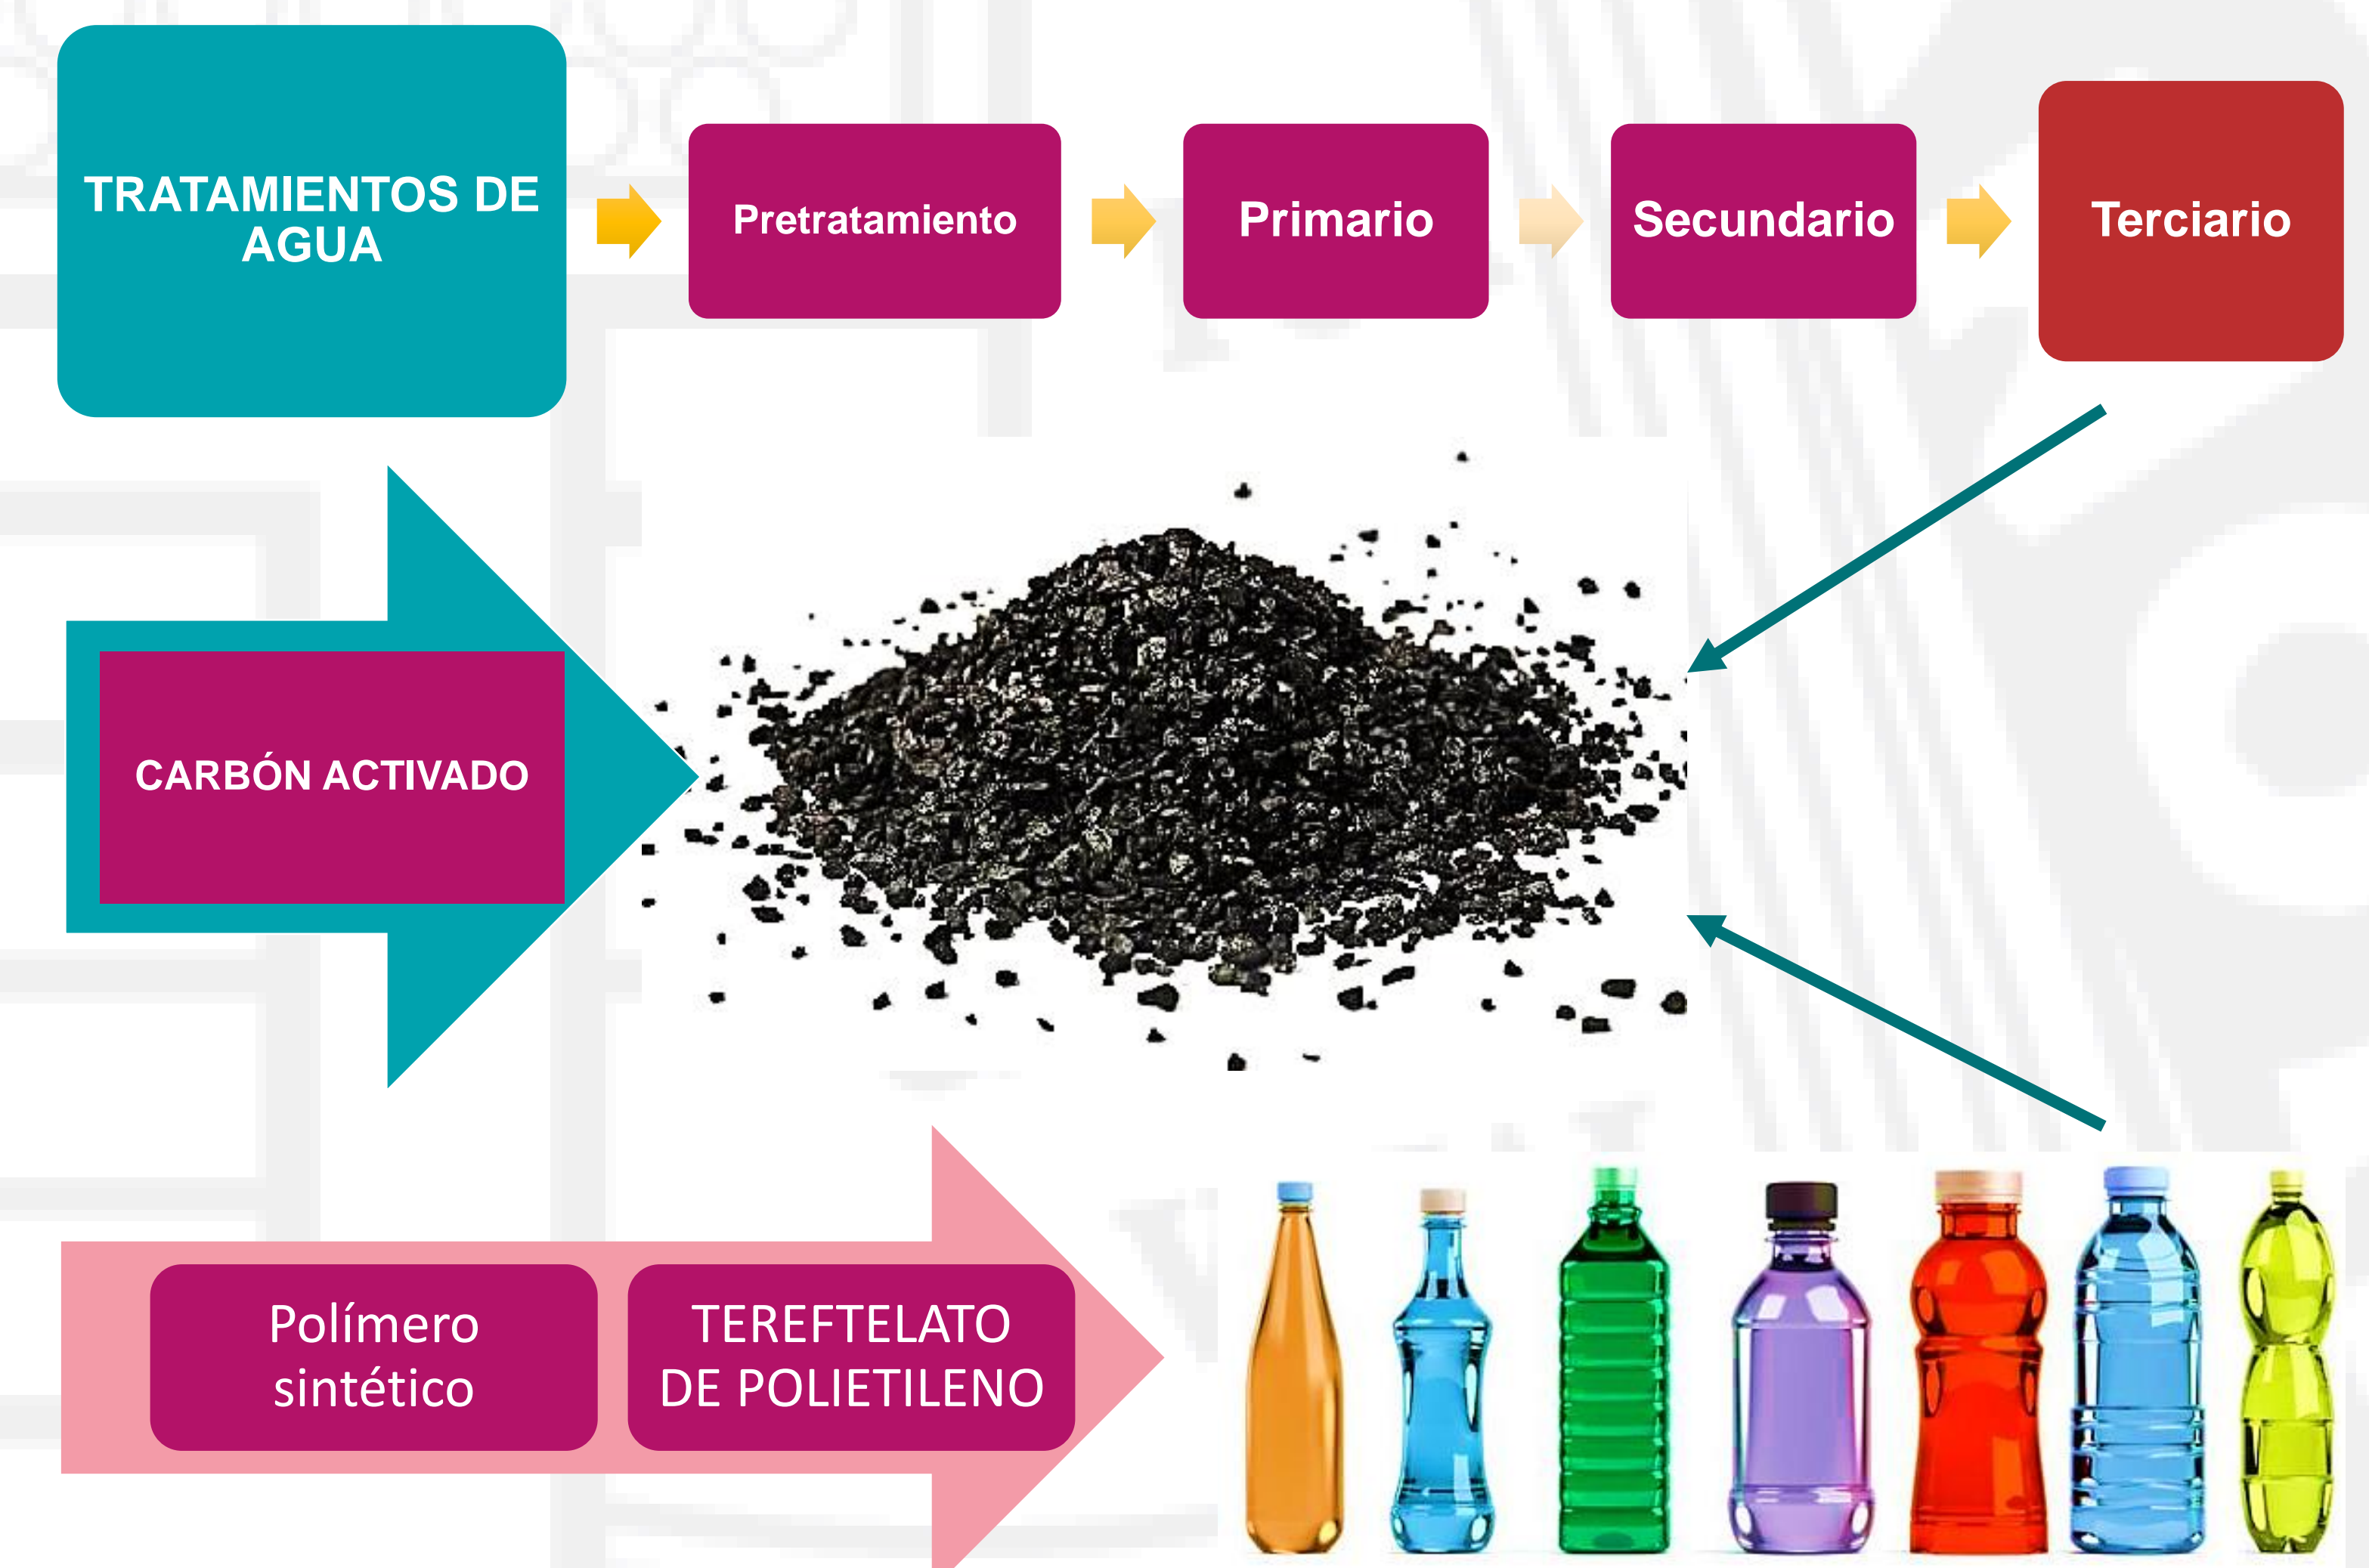 TRATAMIENTOS DE
AGUA
Pretratamiento
Primario
Secundario
Terciario
CARBÓN ACTIVADO
Polímero
sintético
TEREFTELATO
DE POLIETILENO